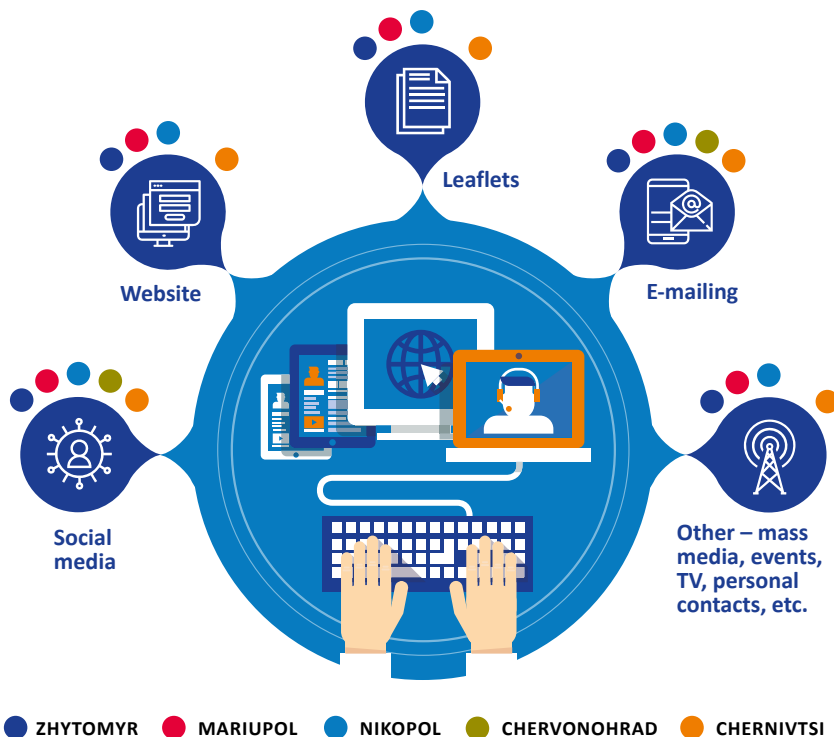 Leaflets
Website
E-mailing
Social
media
Other – mass
media, events,
TV, personal
contacts, etc.
ZHYTOMYR MARIUPOL NIKOPOL CHERVONOHRAD CHERNIVTSI